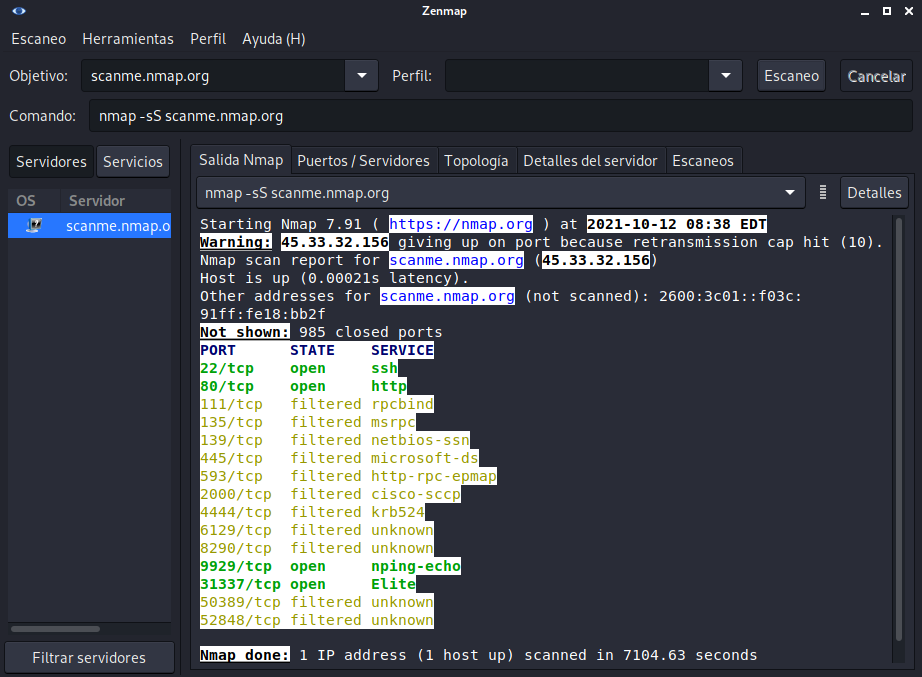 Zenmap
Escaneo Herramientas Perfil Ayuda (H)
Objetivo: scanme.nmap.org Perfil: Escaneo Cancelar
Comando: nmap -sS scanme.nmap.org
Servidores Servicios
OS Servidor
scanme.nmap.o
Filtrar servidores
Salida Nmap Puertos / Servidores Topología Detalles del servidor Escaneos
nmap -sS scanme.nmap.org Detalles
Starting Nmap 7.91 ( https://nmap.org ) at 2021-10-12 08:38 EDT
Warning: 45.33.32.156 giving up on port because retransmission cap hit (10).
Nmap scan report for scanme.nmap.org (45.33.32.156)
Host is up (0.00021s latency).
Other addresses for scanme.nmap.org (not scanned): 2600:3c01::f03c:
91ff:fe18:bb2f
Not shown: 985 closed ports
PORT STATE SERVICE
22/tcp open ssh
80/tcp open http
111/tcp filtered rpcbind
135/tcp filtered msrpc
139/tcp filtered netbios-ssn
445/tcp filtered microsoft-ds
593/tcp filtered http-rpc-epmap
2000/tcp filtered cisco-sccp
4444/tcp filtered krb524
6129/tcp filtered unknown
8290/tcp filtered unknown
9929/tcp open nping-echo
31337/tcp open Elite
50389/tcp filtered unknown
52848/tcp filtered unknown
Nmap done: 1 IP address (1 host up) scanned in 7104.63 seconds